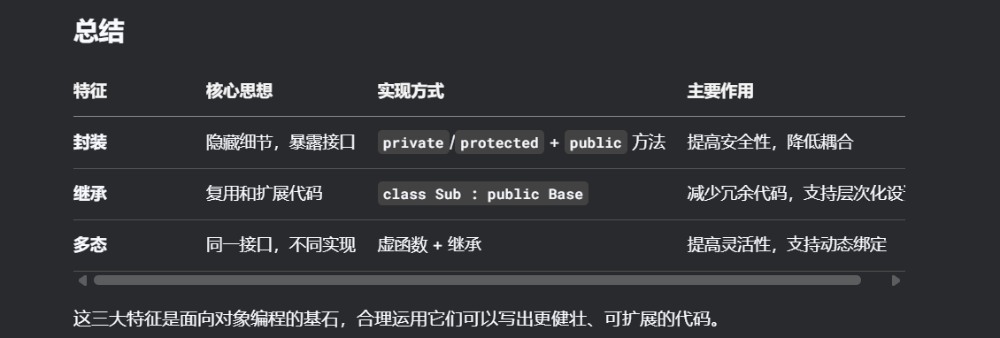 总结
特征 核心思想 实现方式 主要作用
封装 隐藏细节，暴露接口 private/protected + public 方法 提高安全性，降低耦合
继承 复用和扩展代码 class Sub : public Base 减少冗余代码，支持层次化设
多态 同一接口，不同实现 虚函数 + 继承 提高灵活性，支持动态绑定
这三大特征是面向对象编程的基石，合理运用它们可以写出更健壮、可扩展的代码。